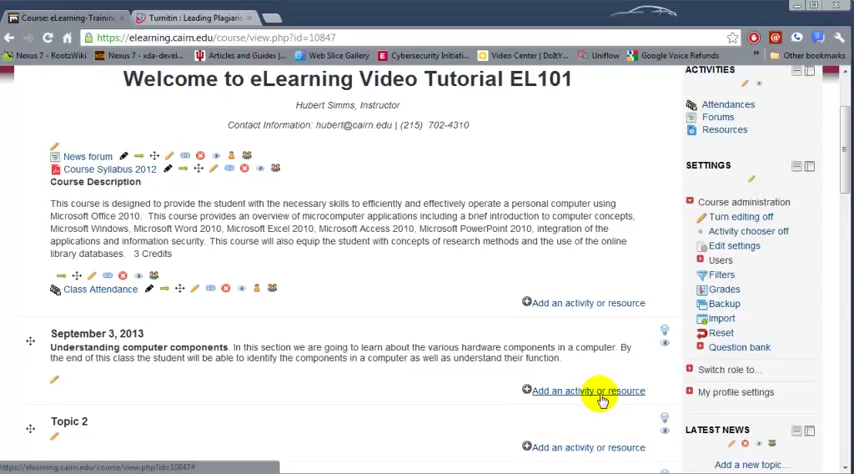 Course: eLearning-Training
Turnitin : Leading Plagiaris
https://elearning.cairn.edu/course/view.php?id=10847
Nexus 7 - RootzWiki
Nexus 7 - xda-devel...
Articles and Guides |...
Web Slice Gallery
Cybersecurity Initiati...
Video Center | DoItY...
Uniflow
Google Voice Refunds
»
Other bookmarks
Welcome to eLearning Video Tutorial EL101
Hubert Simms, Instructor
Contact Information: hubert@cairn.edu | (215) 702-4310
News forum
Course Syllabus 2012
Course Description
This course is designed to provide the student with the necessary skills to efficiently and effectively operate a personal computer using
Microsoft Office 2010. This course provides an overview of microcomputer applications including a brief introduction to computer concepts,
Microsoft Windows, Microsoft Word 2010, Microsoft Excel 2010, Microsoft Access 2010, Microsoft PowerPoint 2010, integration of the
applications and information security. This course will also equip the student with concepts of research methods and the use of the online
library databases. 3 Credits
Class Attendance
Add an activity or resource
September 3, 2013
Understanding computer components. In this section we are going to learn about the various hardware components in a computer. By
the end of this class the student will be able to identify the components in a computer as well as understand their function.
Add an activity or resource
Topic 2
Add an activity or resource
ACTIVITIES
Attendances
Forums
Resources
SETTINGS
Course administration
Turn editing off
Activity chooser off
Edit settings
Users
Filters
Grades
Backup
Import
Reset
Question bank
Switch role to...
My profile settings
LATEST NEWS
Add a new topic...
https://elearning.cairn.edu/course/view.php?id=10847#